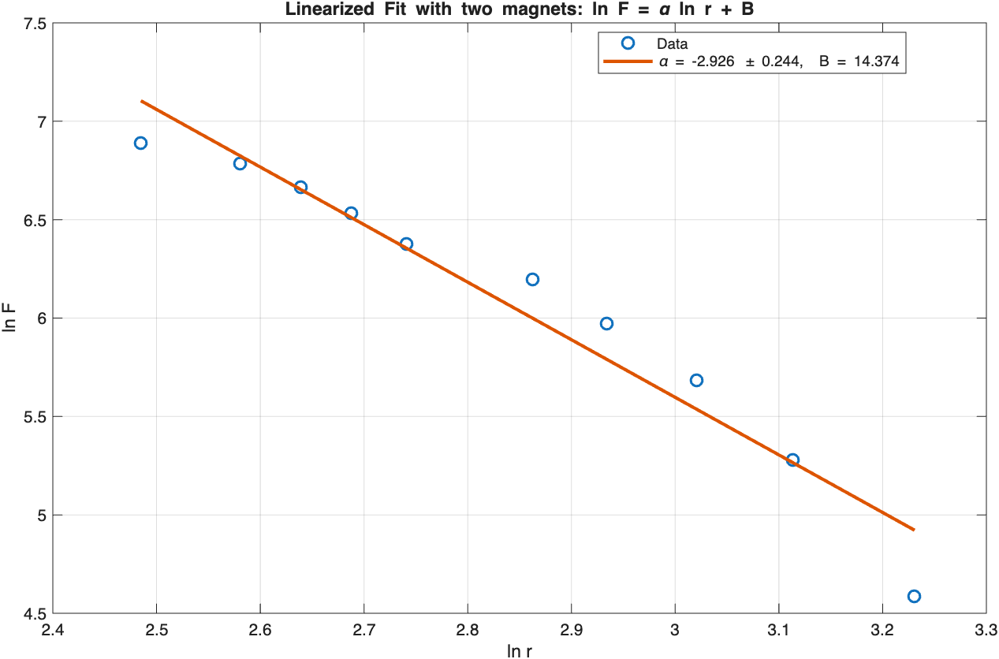 Linearized Fit with two magnets: ln F = α ln r + B
Data
α = -2.926 ± 0.244, B = 14.374
7.5
7
6.5
6
5.5
5
4.5
ln F
2.4 2.5 2.6 2.7 2.8 2.9 3 3.1 3.2 3.3
ln r